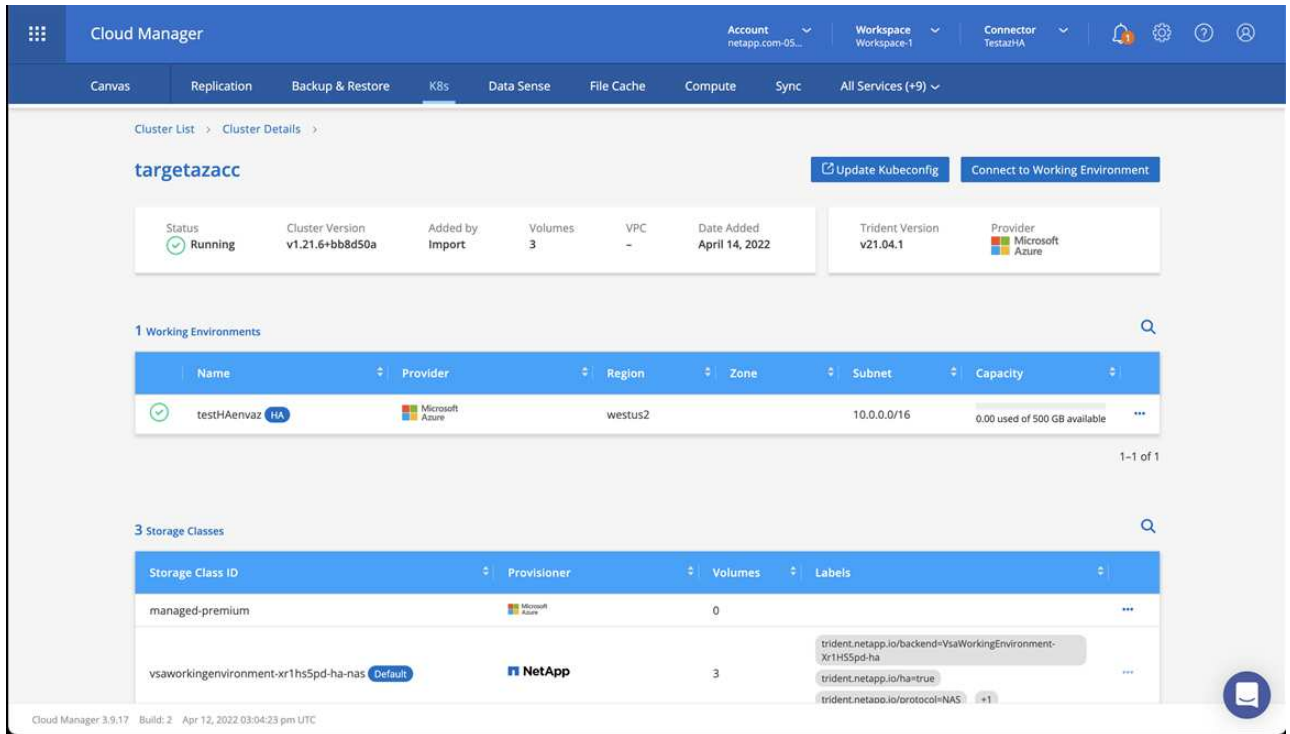 Cloud Manager
Account
netapp.com-05...
Workspace
Workspace-1
Connector
TestazHA
1
Canvas Replication Backup & Restore K8s Data Sense File Cache Compute Sync All Services (+9)
Cluster List > Cluster Details >
targetazacc
Update Kubeconfig Connect to Working Environment
Status Cluster Version Added by Volumes VPC Date Added Trident Version Provider
Running v1.21.6+bb8d50a Import 3 – April 14, 2022 v21.04.1 Microsoft
Azure
1 Working Environments
Name Provider Region Zone Subnet Capacity
testHAenvaz HA Microsoft Azure westus2 10.0.0.0/16 0.00 used of 500 GB available
1–1 of 1
3 Storage Classes
Storage Class ID Provisioner Volumes Labels
managed-premium Microsoft Azure 0
trident.netapp.io/backend=VsaWorkingEnvironment-
Xr1HS5pd-ha
vsaworkingenvironment-xr1hs5pd-ha-nas Default NetApp 3
trident.netapp.io/ha=true
trident.netapp.io/protocol=NAS +1
Cloud Manager 3.9.17 Build: 2 Apr 12, 2022 03:04:23 pm UTC